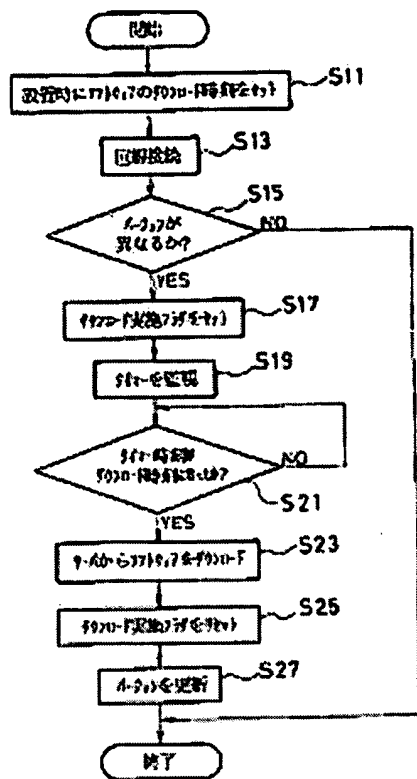 開始
設置時にソフトウェアのダウンロード時刻をセット
S11
回線接続
S13
S15
バージョンが
異なるか?
NO
YES
ダウンロード実施フラグをセット
S17
タイマーを監視
S19
タイマー時刻が
ダウンロード時刻になったか?
NO
S21
YES
サーバからソフトウェアをダウンロード
S23
ダウンロード実施フラグをリセット
S25
バージョンを更新
S27
終了